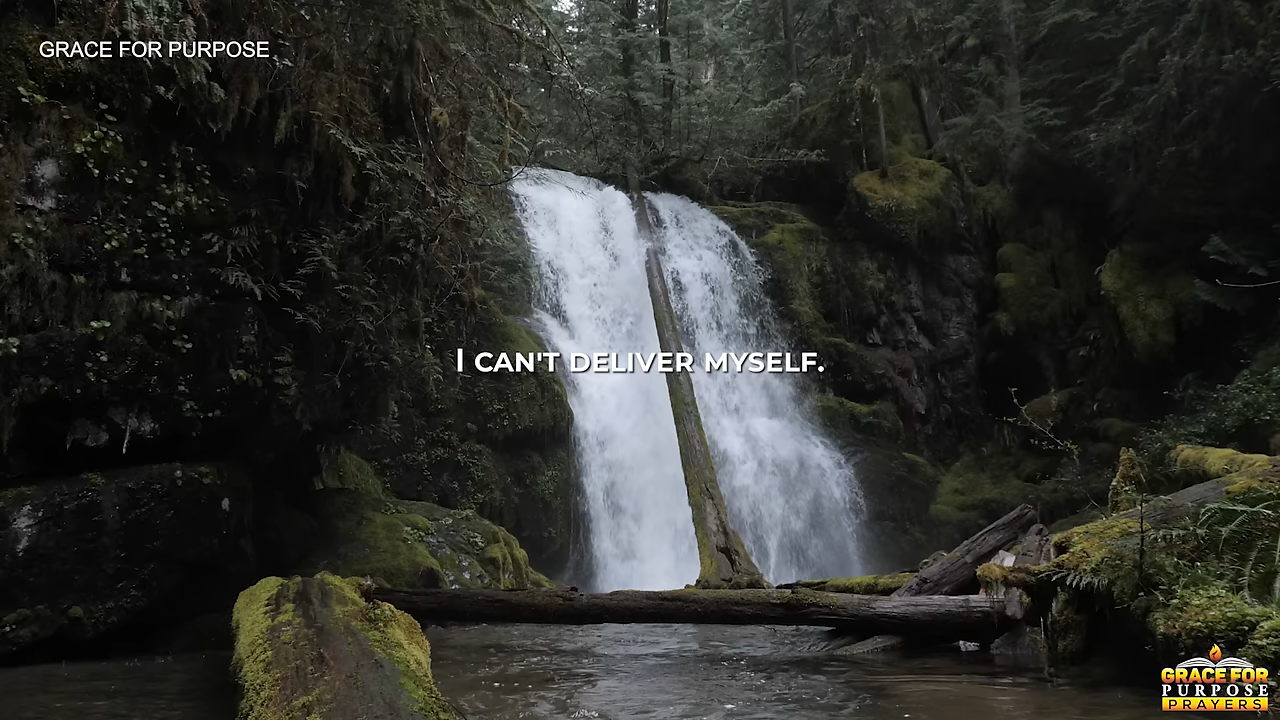 GRACE FOR PURPOSE
I CAN'T DELIVER MYSELF.
GRACE FOR
PURPOSE
PRAYERS